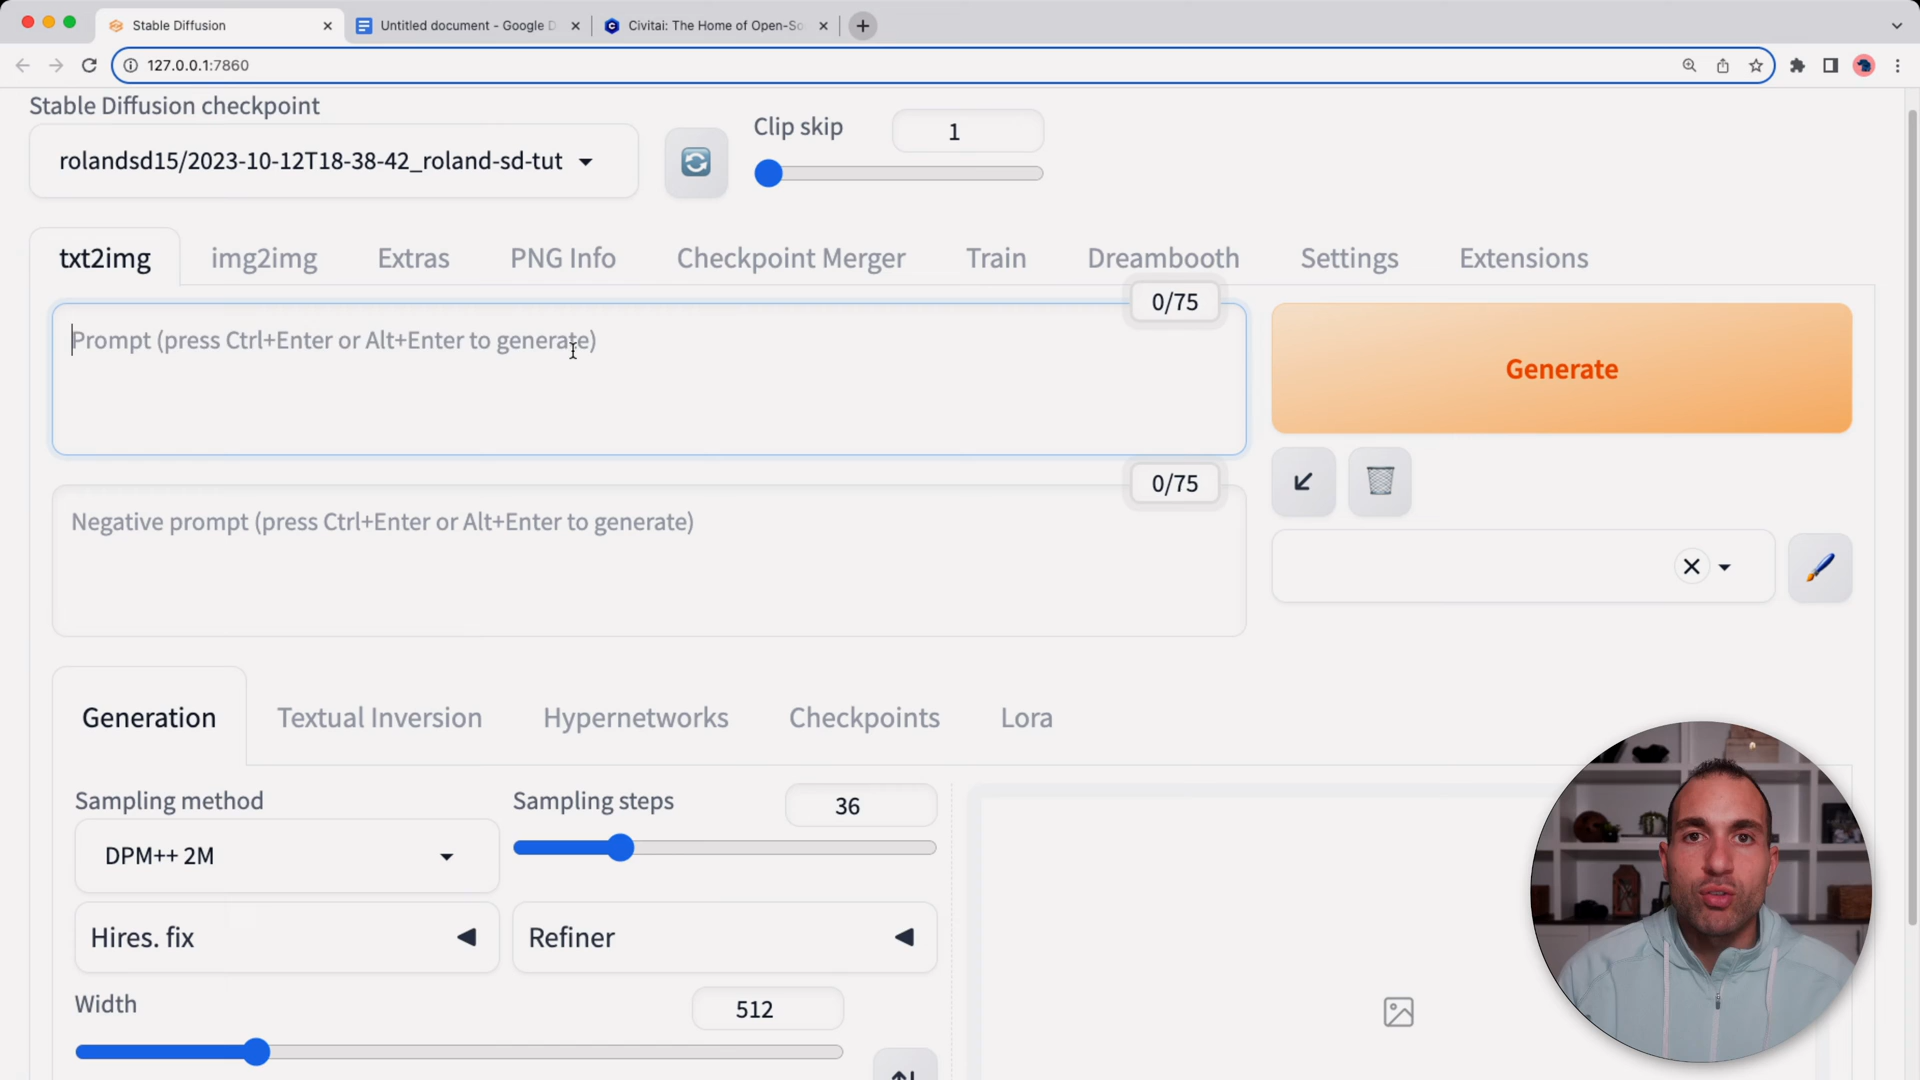 Stable Diffusion
Untitled document - Google D
Civitai: The Home of Open-So
127.0.0.1:7860
Stable Diffusion checkpoint
rolandsd15/2023-10-12T18-38-42_roland-sd-tut
Clip skip
1
txt2img
img2img
Extras
PNG Info
Checkpoint Merger
Train
Dreambooth
Settings
Extensions
0/75
Prompt (press Ctrl+Enter or Alt+Enter to generate)
Generate
0/75
Negative prompt (press Ctrl+Enter or Alt+Enter to generate)
Generation
Textual Inversion
Hypernetworks
Checkpoints
Lora
Sampling method
DPM++ 2M
Sampling steps
36
Hires. fix
Refiner
Width
512